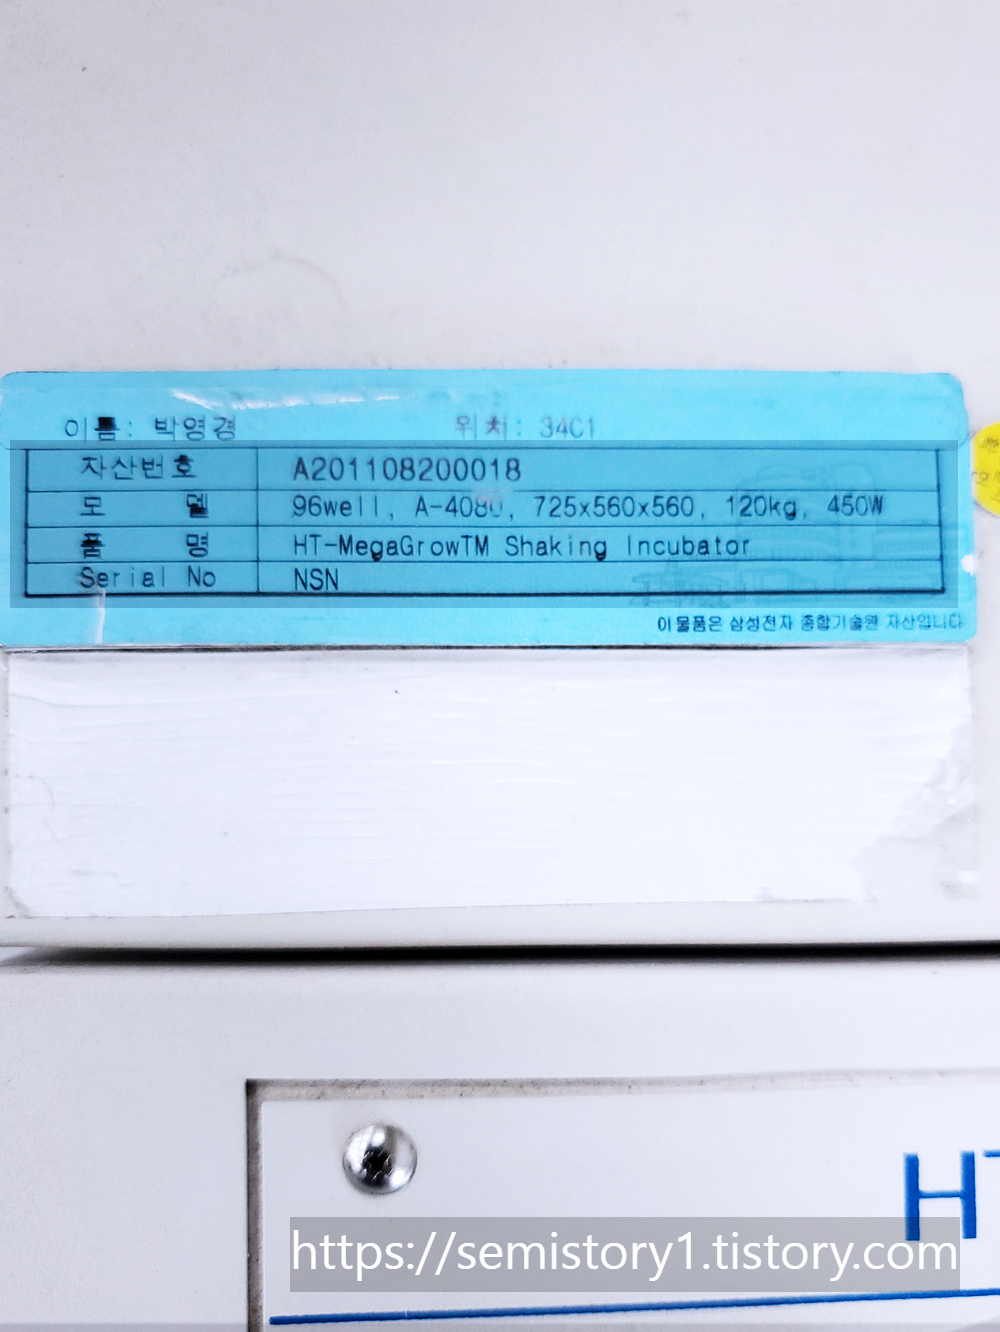 이름: 박영경 위치: 34C1
자산번호 A201108200018
모 델 96well, A-4080, 725x560x560, 120kg, 450W
품 명 HT-MegaGrowTM Shaking Incubator
Serial No NSN
이 물품은 삼성전자 종합기술원 자산입니다
HT
https://semistory1.tistory.com